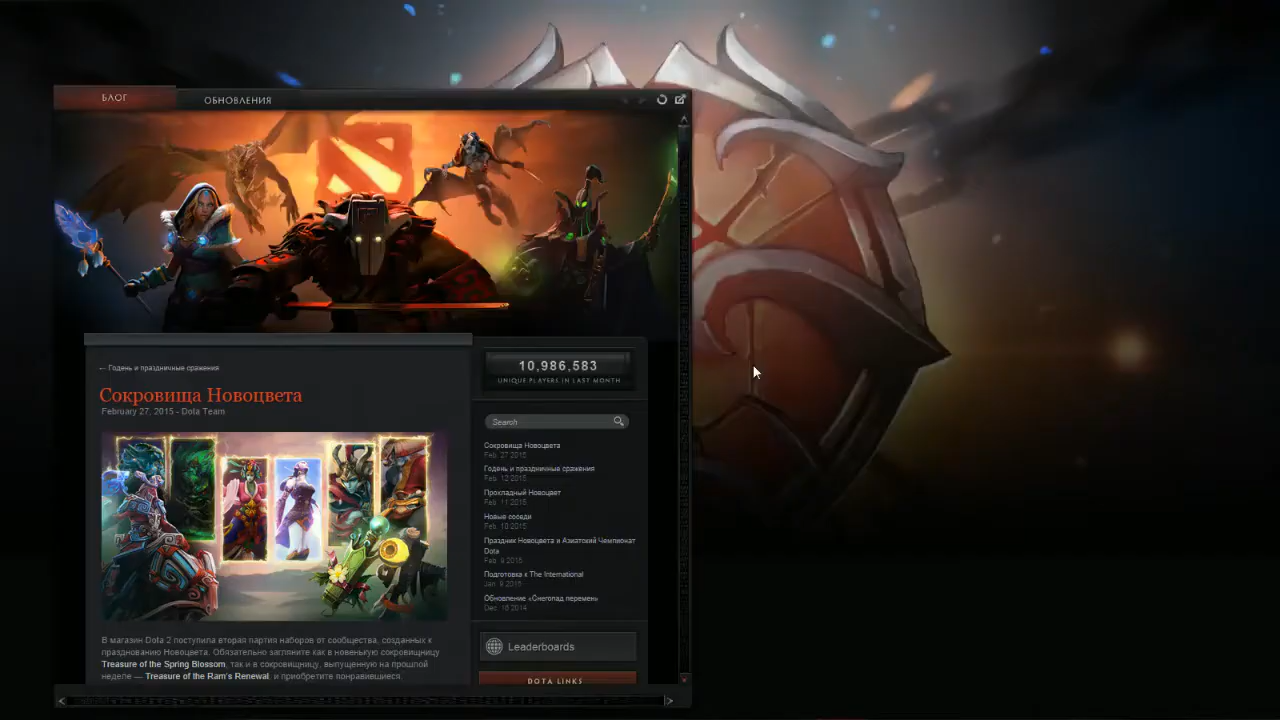 БЛОГ
ОБНОВЛЕНИЯ
← Годень и праздничные сражения
Сокровища Новоцвета
February 27, 2015 - Dota Team
В магазин Dota 2 поступила вторая партия наборов от сообщества, созданных к
празднованию Новоцвета. Обязательно загляните как в новенькую сокровищницу
Treasure of the Spring Blossom, так и в сокровищницу, выпущенную на прошлой
неделе — Treasure of the Ram's Renewal, и приобретите понравившиеся.
10,986,583
UNIQUE PLAYERS IN LAST MONTH
Search
Сокровища Новоцвета
Feb. 27 2015
Годень и праздничные сражения
Feb. 12 2015
Прохладный Новоцвет
Feb. 11 2015
Новые соседи
Feb. 10 2015
Праздник Новоцвета и Азиатский Чемпионат
Dota
Feb. 9 2015
Подготовка к The International
Jan. 9 2015
Обновление «Снегопад перемен»
Dec. 16 2014
Leaderboards
DOTA LINKS